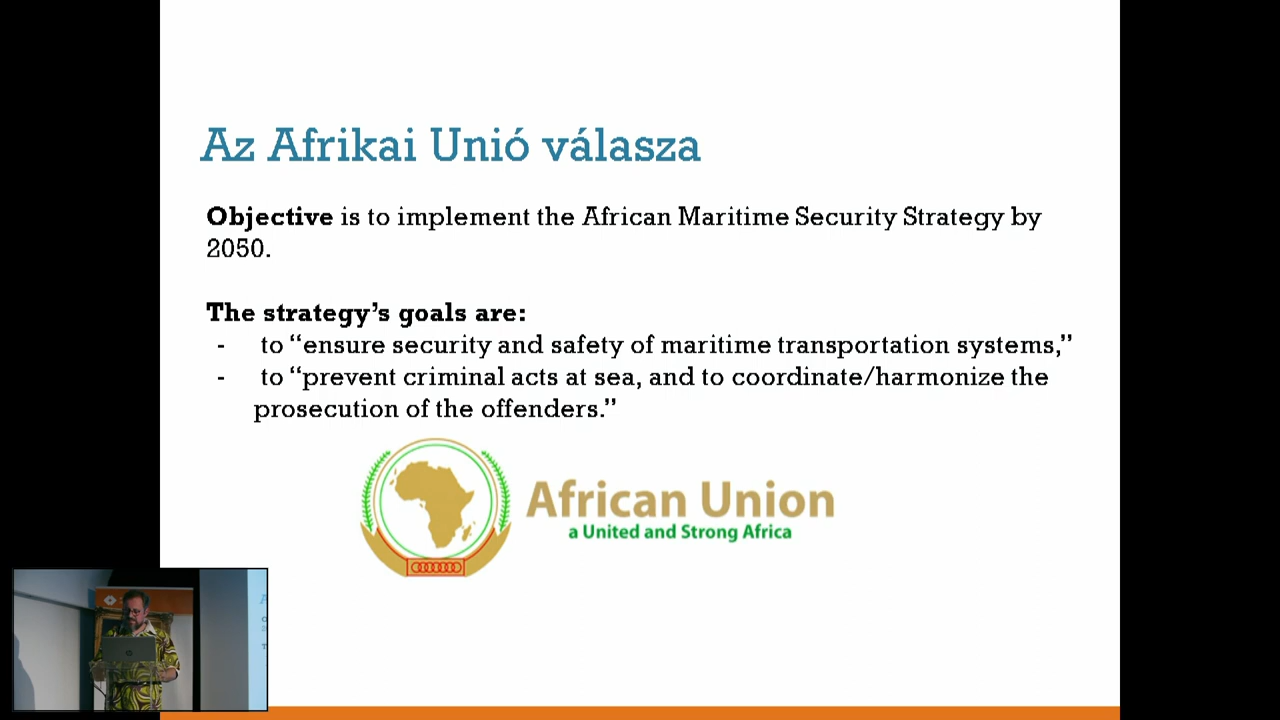 Az Afrikai Unió válasza
Objective is to implement the African Maritime Security Strategy by
2050.
The strategy’s goals are:
- to “ensure security and safety of maritime transportation systems,”
- to “prevent criminal acts at sea, and to coordinate/harmonize the
prosecution of the offenders.”
African Union
a United and Strong Africa